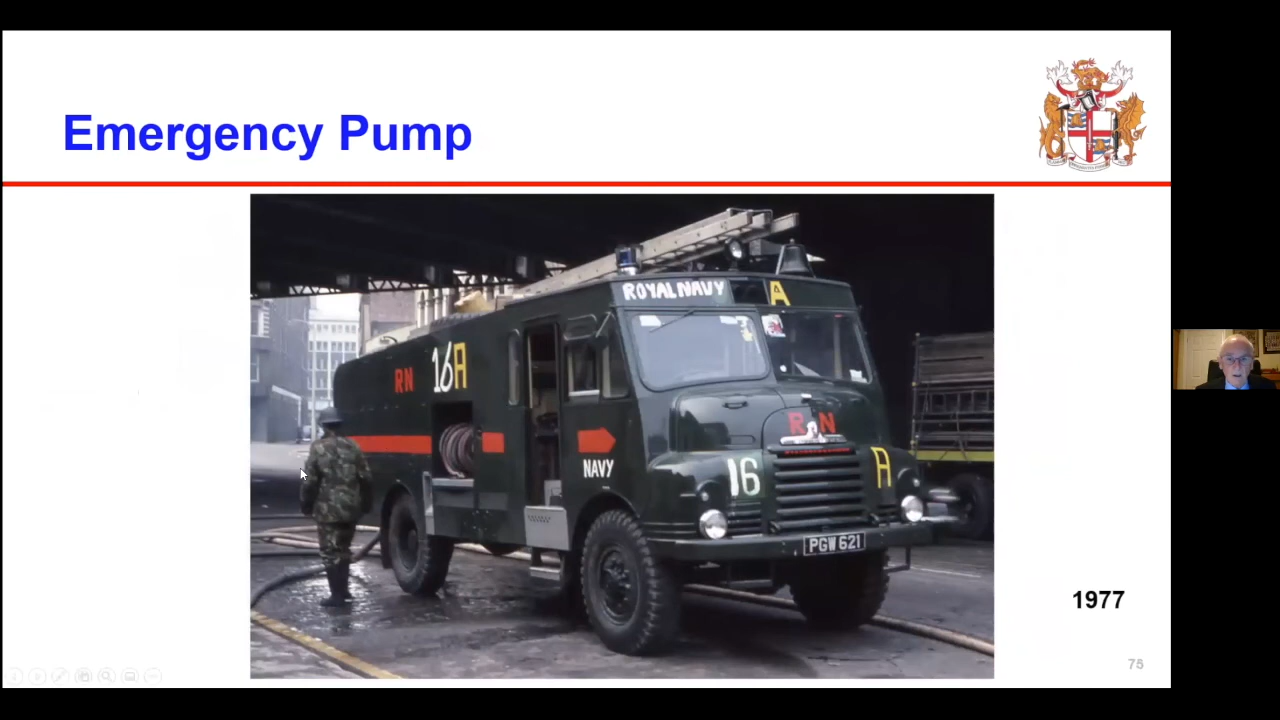 Emergency Pump
ROYAL NAVY
A
RN
16A
RN
NAVY
16
A
PGW 621
1977
75